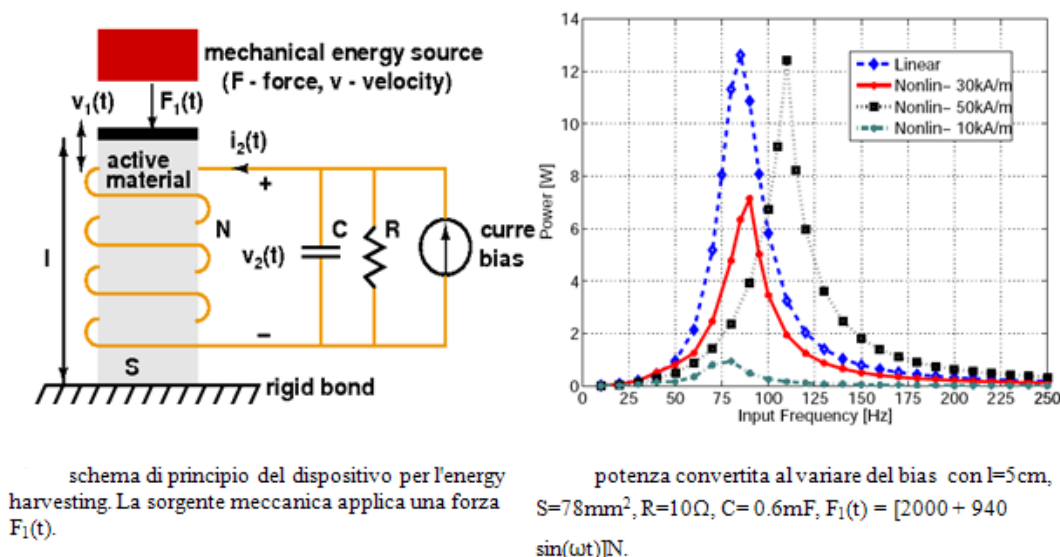 mechanical energy source
(F - force, v - velocity)
v1(t)
F1(t)
i2(t)
active
material
+
N
C
R
curre
bias
v2(t)
l
−
S
rigid bond
Power [W]
14
12
10
8
6
4
2
0
Linear
Nonlin– 30kA/m
Nonlin– 50kA/m
Nonlin– 10kA/m
0 25 50 75 100 125 150 175 200 225 250
Input Frequency [Hz]
schema di principio del dispositivo per l'energy
harvesting. La sorgente meccanica applica una forza
F1(t).
potenza convertita al variare del bias con l=5cm,
S=78mm², R=10Ω, C= 0.6mF, F1(t) = [2000 + 940
sin(ωt)]N.